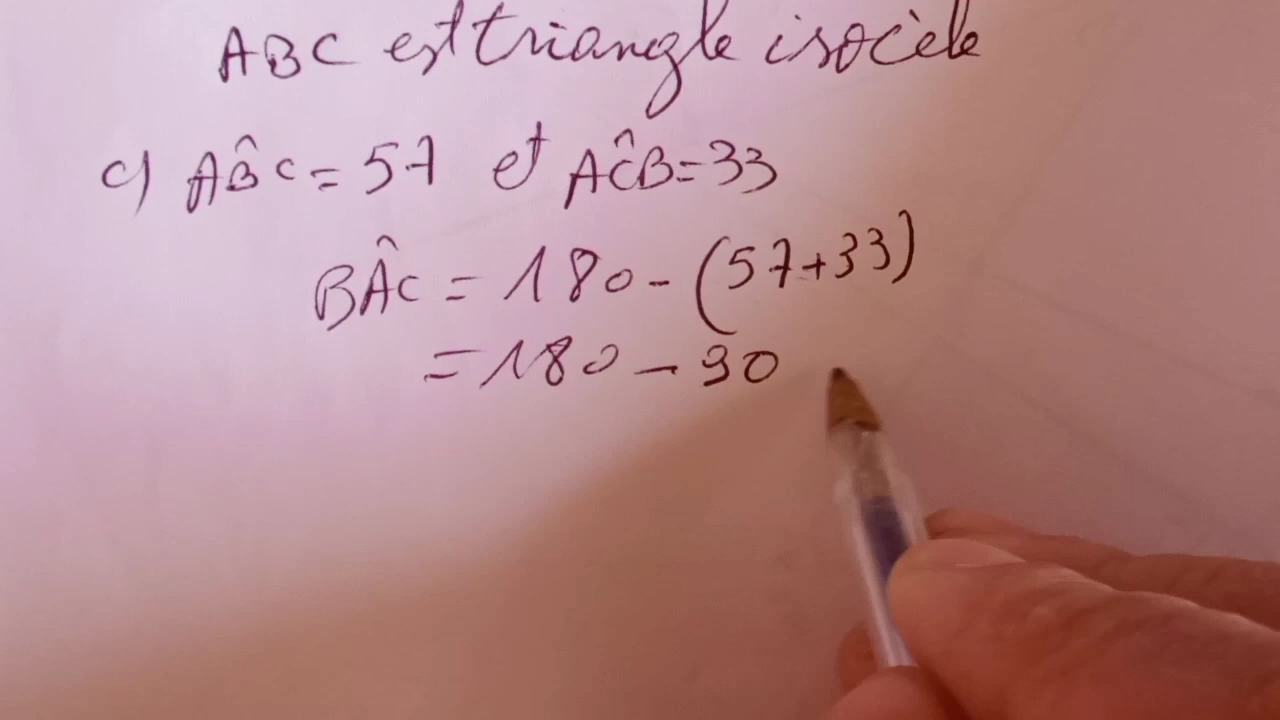 ABC est triangle isocèle
c) AB̂C = 57 et AĈB = 33
BÂC = 180 - (57+33)
= 180 - 90